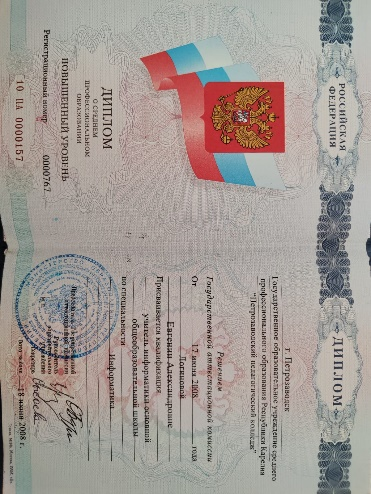 РОССИЙСКАЯ
ФЕДЕРАЦИЯ
ДИПЛОМ
О СРЕДНЕМ
ПРОФЕССИОНАЛЬНОМ
ОБРАЗОВАНИИ
ПОВЫШЕННЫЙ УРОВЕНЬ
Регистрационный номер 0000767
10 ПА 0000157
ДИПЛОМ
г. Петрозаводск
Государственное образовательное учреждение среднего
профессионального образования Республики Карелия
"Петрозаводский педагогический колледж"
Решением
Государственной аттестационной комиссии
От 17 июня 2008 года
Евгении Александровне
Присваивается квалификация
учитель информатики основной
общеобразовательной школы
по специальности
Информатика
18 июня 2008 г.